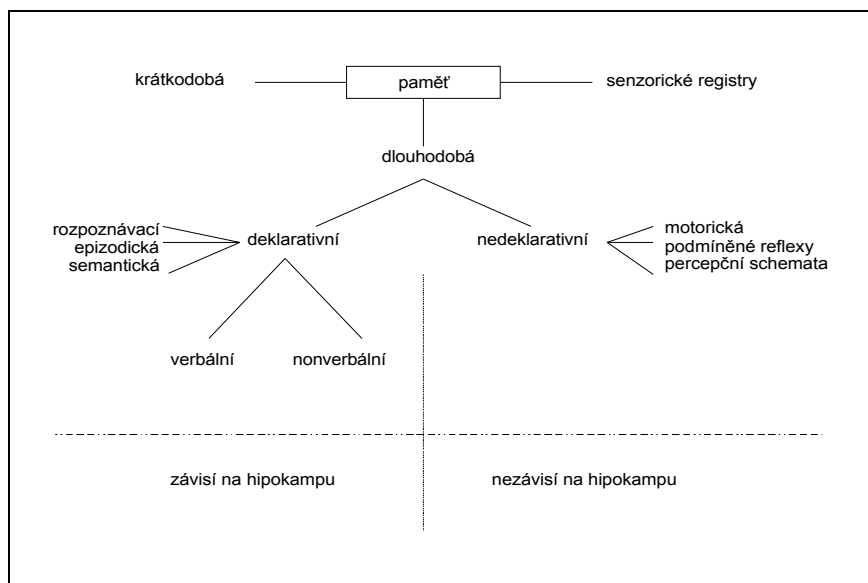 krátkodobá
paměť
senzorické registry
dlouhodobá
rozpoznávací
epizodická
semantická
deklarativní
nedeklarativní
motorická
podmíněné reflexy
percepční schemata
verbální
nonverbální
závisí na hipokampu
nezávisí na hipokampu